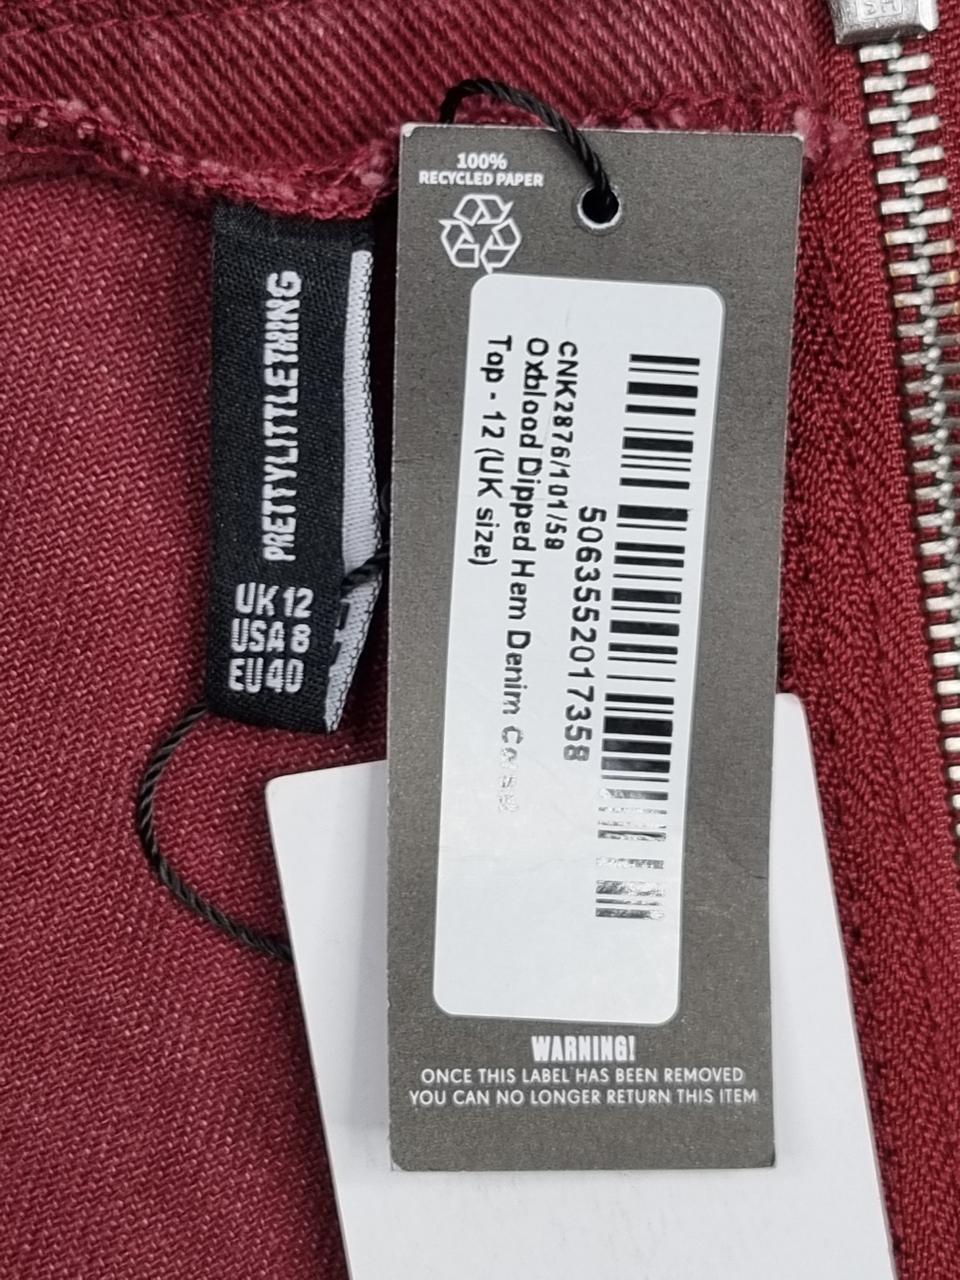 100%
RECYCLED PAPER
PRETTYLITTLETHING
UK 12
USA 8
EU 40
5063552017358
CNK2876/101/58
Oxblood Dipped Hem Denim
Top - 12 (UK size)
WARNING!
ONCE THIS LABEL HAS BEEN REMOVED
YOU CAN NO LONGER RETURN THIS ITEM